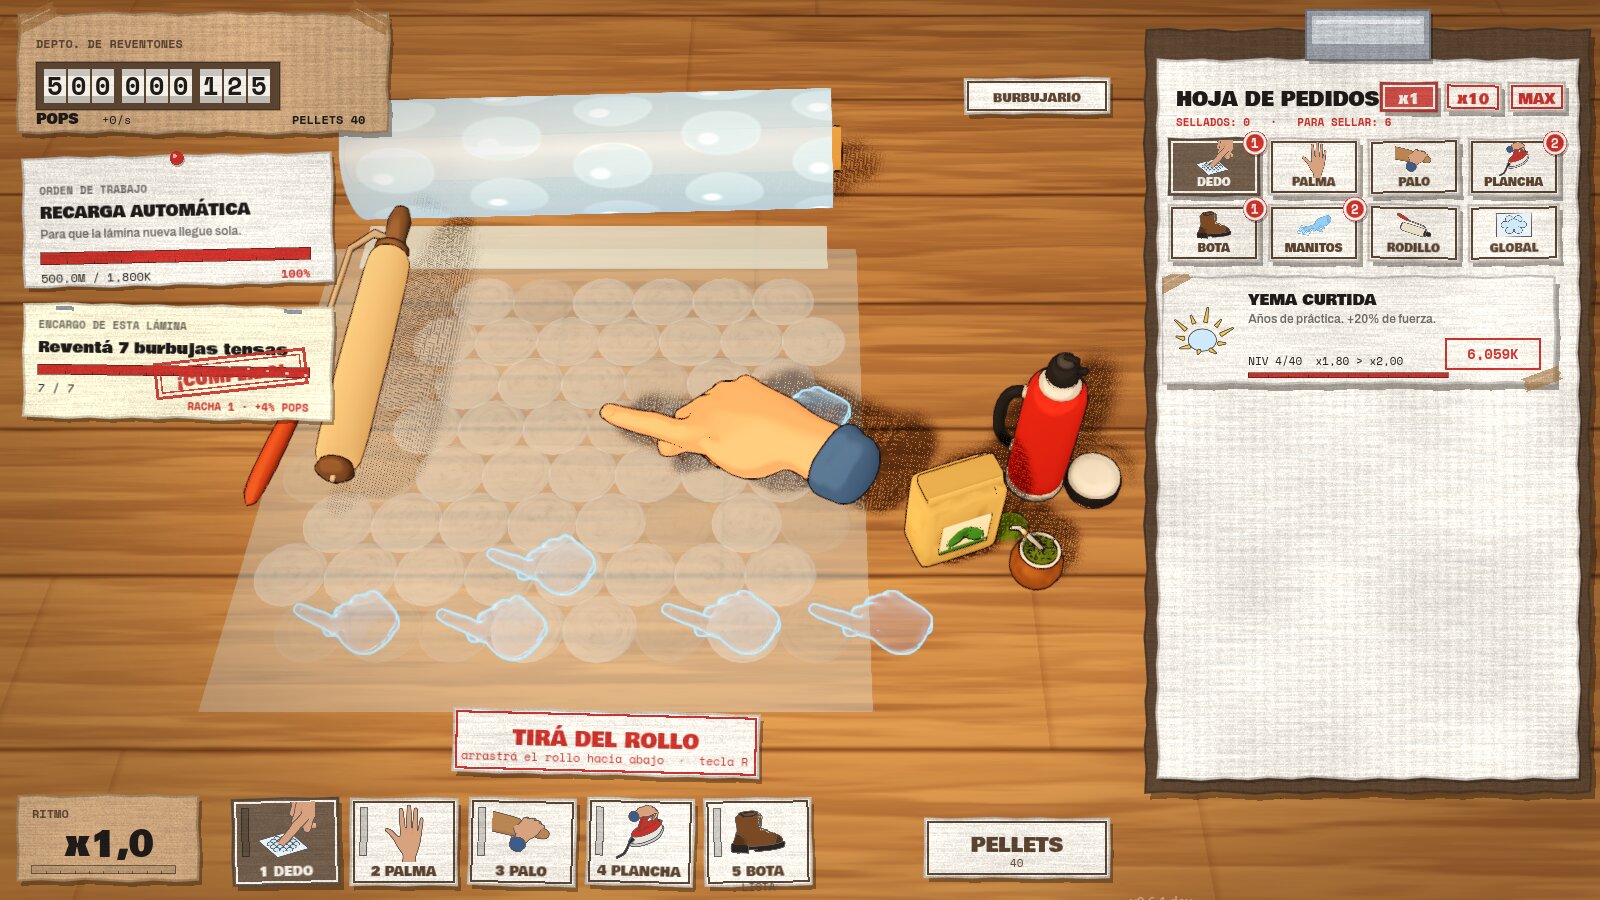 DEPTO. DE REVENTONES
500 000 125
POPS +0/s PELLETS 40
ORDEN DE TRABAJO
RECARGA AUTOMÁTICA
Para que la lámina nueva llegue sola.
500.0M / 1.800K 100%
ENCARGO DE ESTA LÁMINA
Reventá 7 burbujas tensas
7 / 7
RACHA 1 · +4% POPS
BURBUJARIO
HOJA DE PEDIDOS x1 x10 MAX
SELLADOS: 0 · PARA SELLAR: 6
DEDO 1
PALMA
PALO
PLANCHA 2
BOTA 1
MANITOS 2
RODILLO
GLOBAL
YEMA CURTIDA
Años de práctica. +20% de fuerza.
NIV 4/40 x1,80 > x2,00
6.059K
TIRÁ DEL ROLLO
arrastrá el rollo hacia abajo · tecla R
RITMO
x1,0
1 DEDO
2 PALMA
3 PALO
4 PLANCHA
5 BOTA
LISTA
PELLETS
40